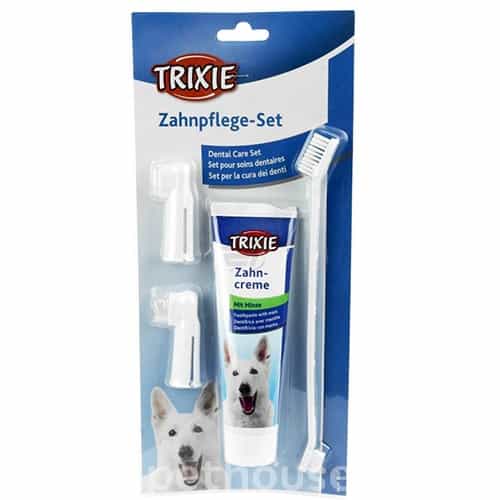 TRIXIE
Zahnpflege-Set
Dental Care Set
Set pour soins dentaires
Set per la cura dei denti
TRIXIE
Zahn-
creme
Mit Minze
Toothpaste with mint
Dentifrice avec menthe
Dentifricio con menta
pethouse